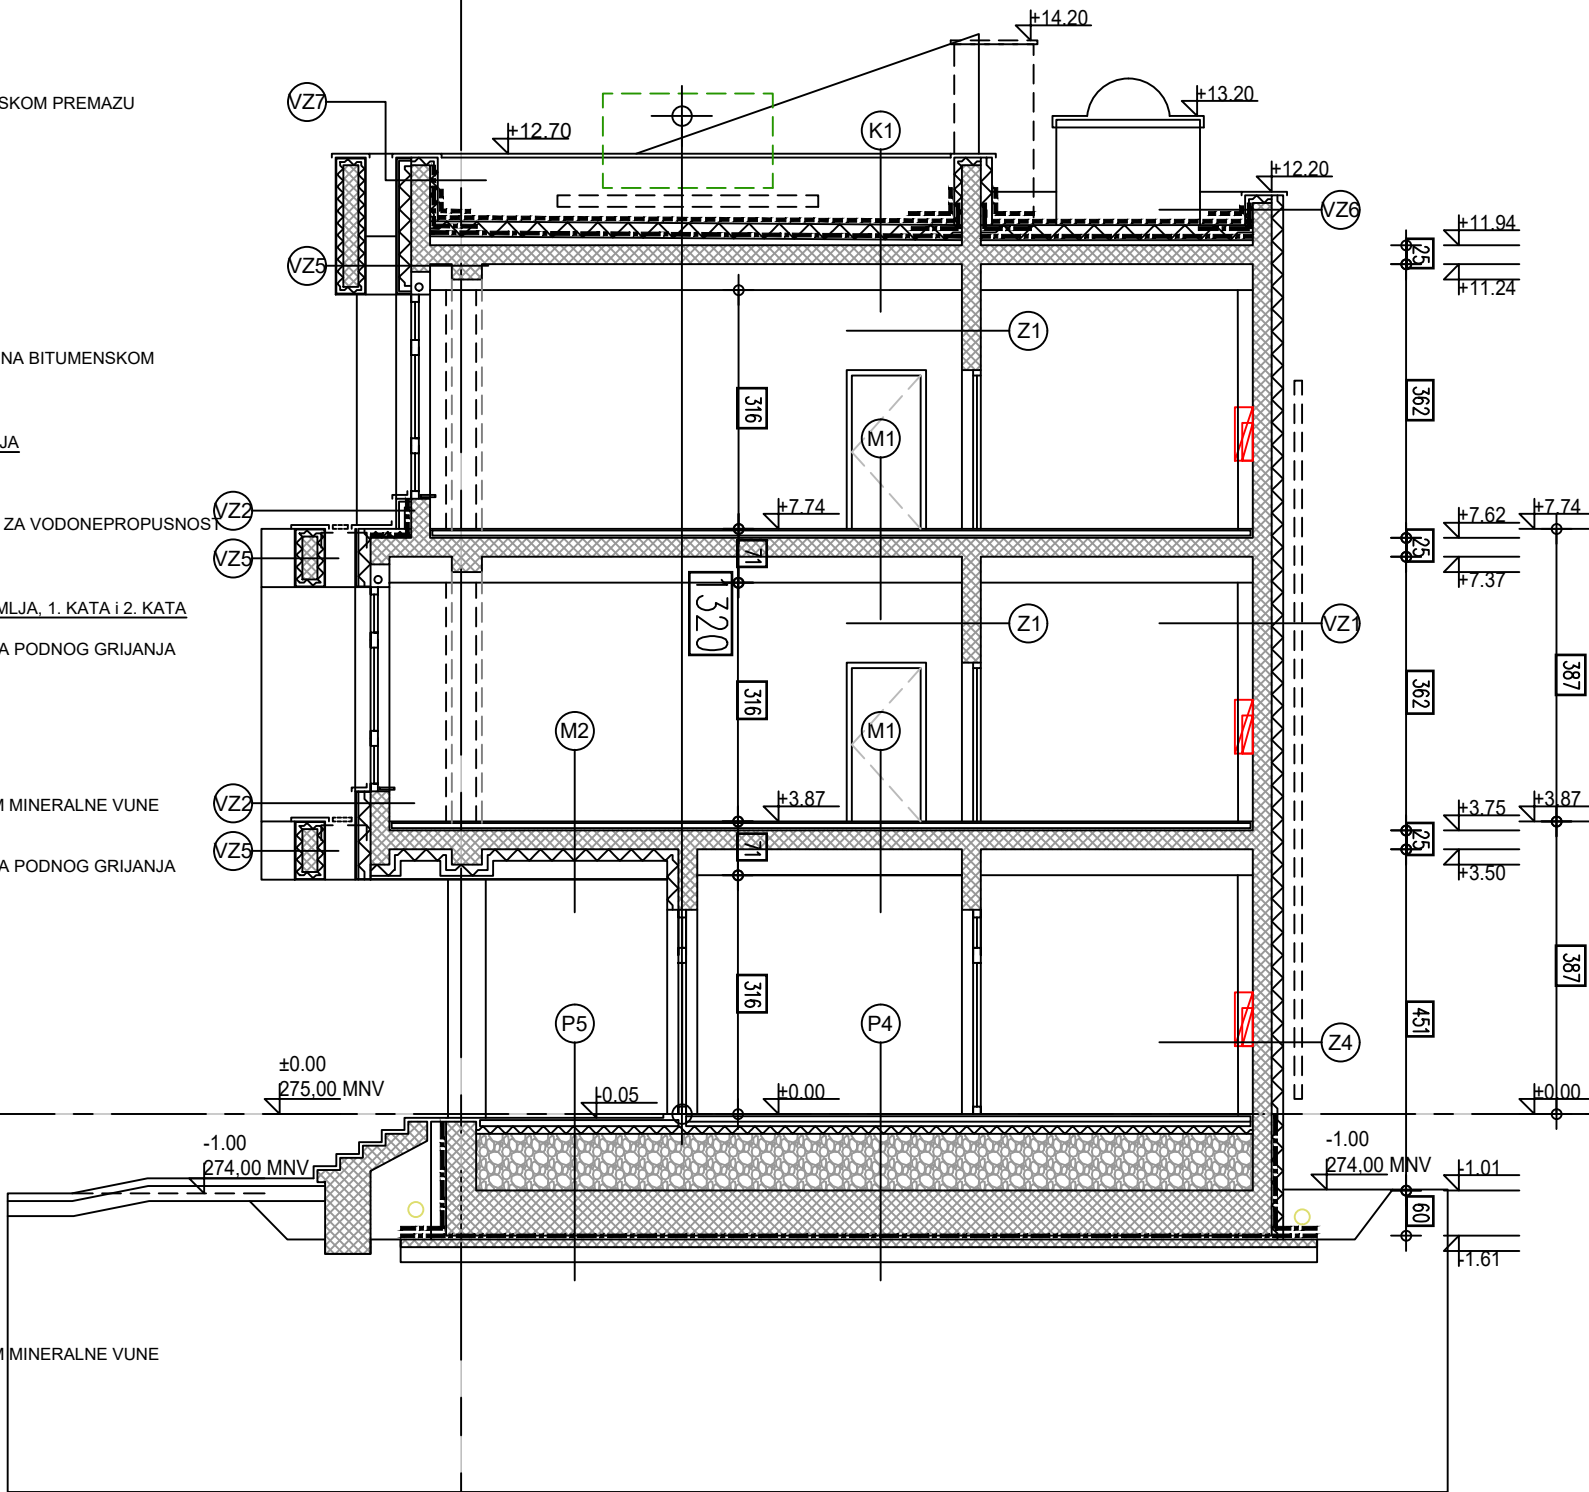 +14.20
SKOM PREMAZU
VZ7
+13.20
+12.70
K1
+12.20
VZ6
+11.94
25
VZ5
+11.24
Z1
NA BITUMENSKOM
316
362
M1
JA
+7.74
+7.62
+7.74
VZ2
ZA VODONEPROPUSNOST
VZ5
71
25
+7.37
1320
MLJA, 1. KATA i 2. KATA
Z1
VZ1
A PODNOG GRIJANJA
387
316
362
M2
M1
VZ2
M MINERALNE VUNE
+3.87
+3.75
+3.87
VZ5
71
25
A PODNOG GRIJANJA
+3.50
387
316
P5
P4
451
Z4
±0.00
275,00 MNV
-0.05
±0.00
±0.00
-1.00
274,00 MNV
-1.00
274,00 MNV
-1.01
60
-1.61
M MINERALNE VUNE